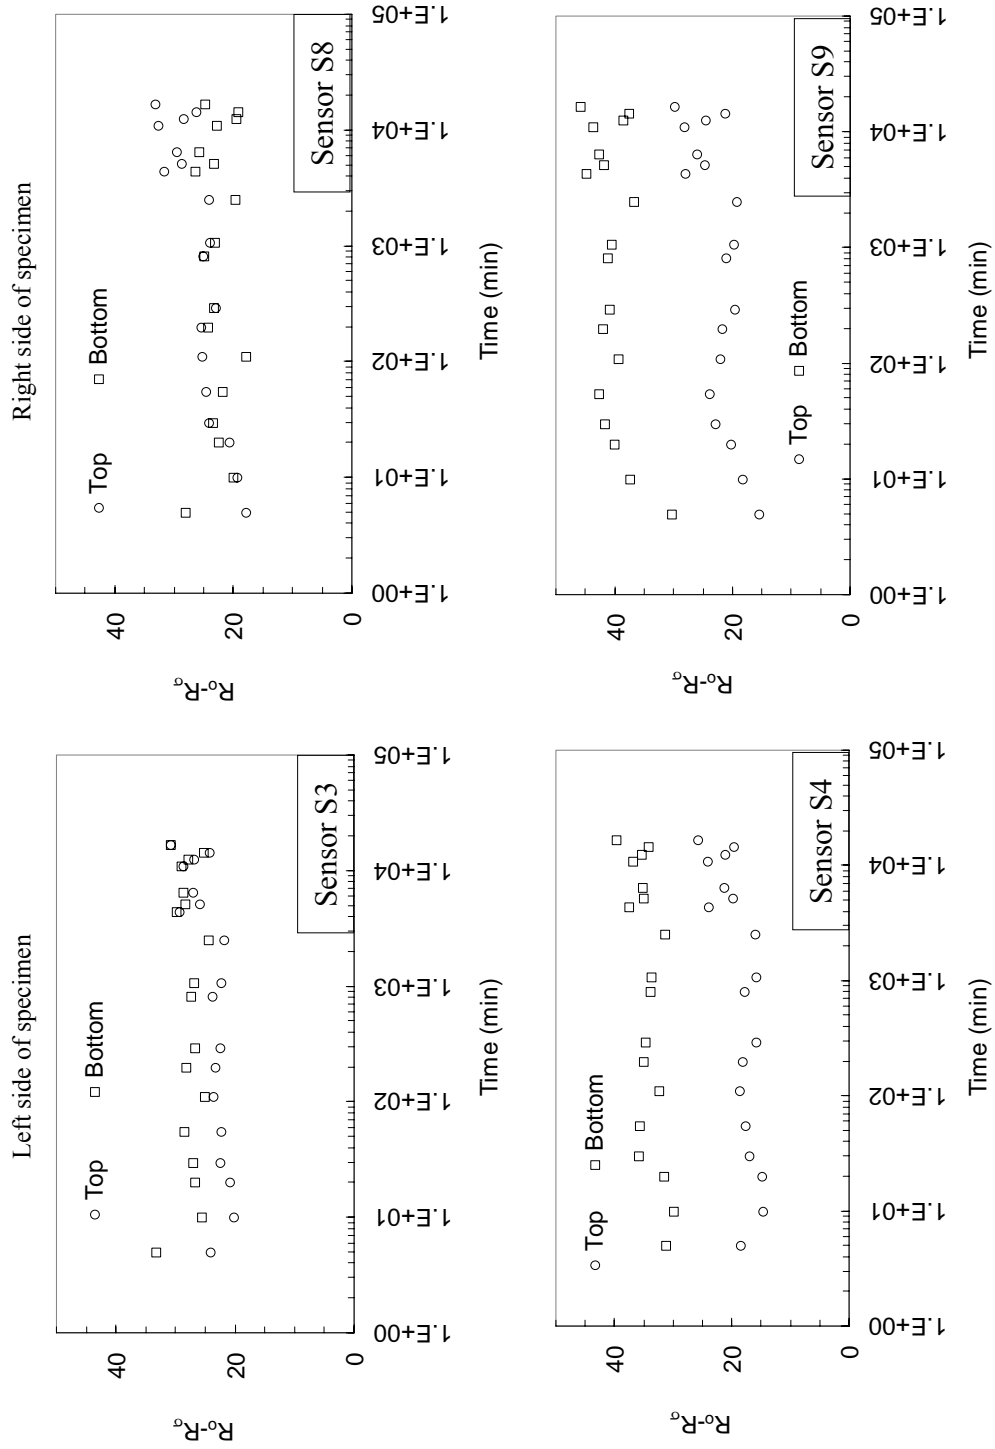 Left side of specimen
Right side of specimen
Top
Bottom
40
20
0
Ro-Rσ
1.E+00
1.E+01
1.E+02
1.E+03
1.E+04
1.E+05
Time (min)
Sensor S3
Top
Bottom
40
20
0
Ro-Rσ
1.E+00
1.E+01
1.E+02
1.E+03
1.E+04
1.E+05
Time (min)
Sensor S8
Top
Bottom
40
20
0
Ro-Rσ
1.E+00
1.E+01
1.E+02
1.E+03
1.E+04
1.E+05
Time (min)
Sensor S4
Top
Bottom
40
20
0
Ro-Rσ
1.E+00
1.E+01
1.E+02
1.E+03
1.E+04
1.E+05
Time (min)
Sensor S9